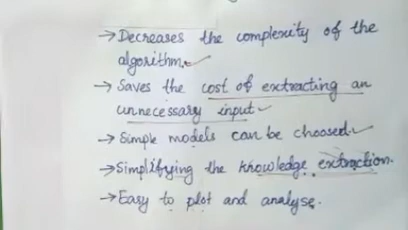 → Decreases the complexity of the
algorithm.
→ Saves the cost of extracting an
unnecessary input
→ Simple models can be choosed.
→ Simplifying the knowledge extraction.
→ Easy to plot and analyse.